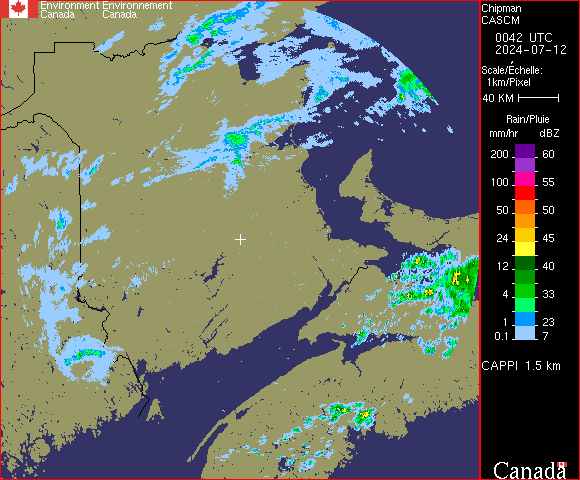 Environment Environnement
Canada Canada
Chipman
CASCM
0042 UTC
2024-07-12
Scale/Echelle:
1km/Pixel
40 KM
Rain/Pluie
mm/hr dBZ
200 60
100 55
50 50
24 45
12 40
4 33
1 23
0.1 7
CAPPI 1.5 km
Canada